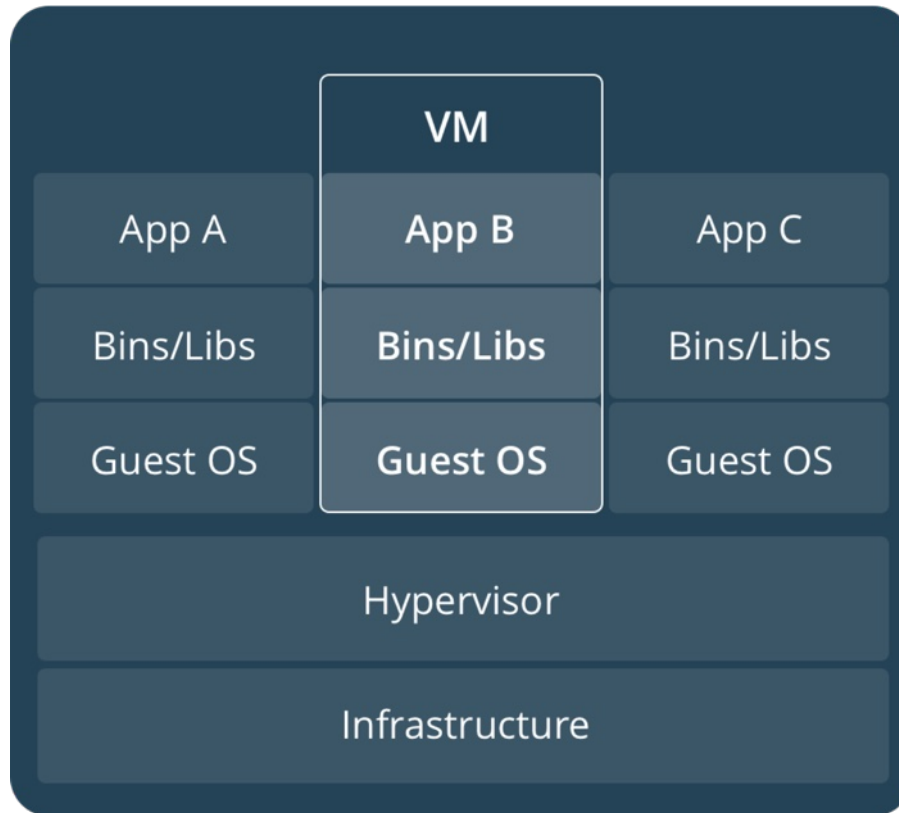 VM
App A App B App C
Bins/Libs Bins/Libs Bins/Libs
Guest OS Guest OS Guest OS
Hypervisor
Infrastructure